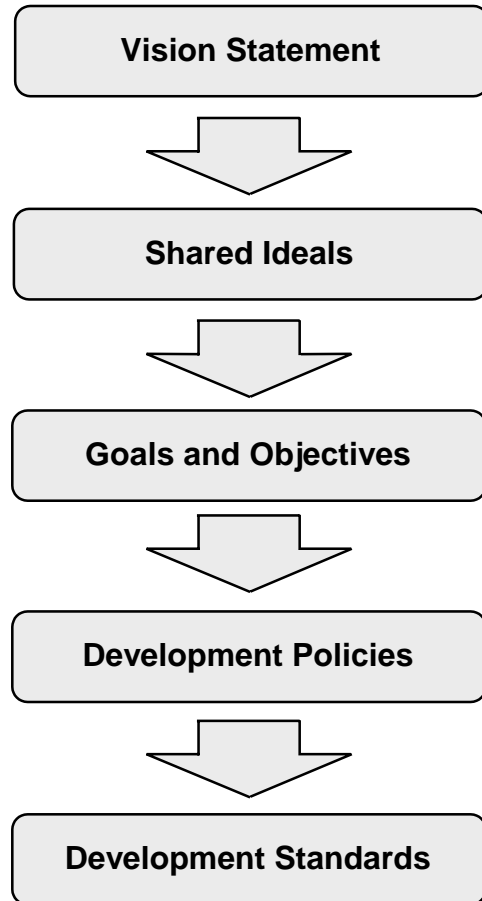 Vision Statement
Shared Ideals
Goals and Objectives
Development Policies
Development Standards